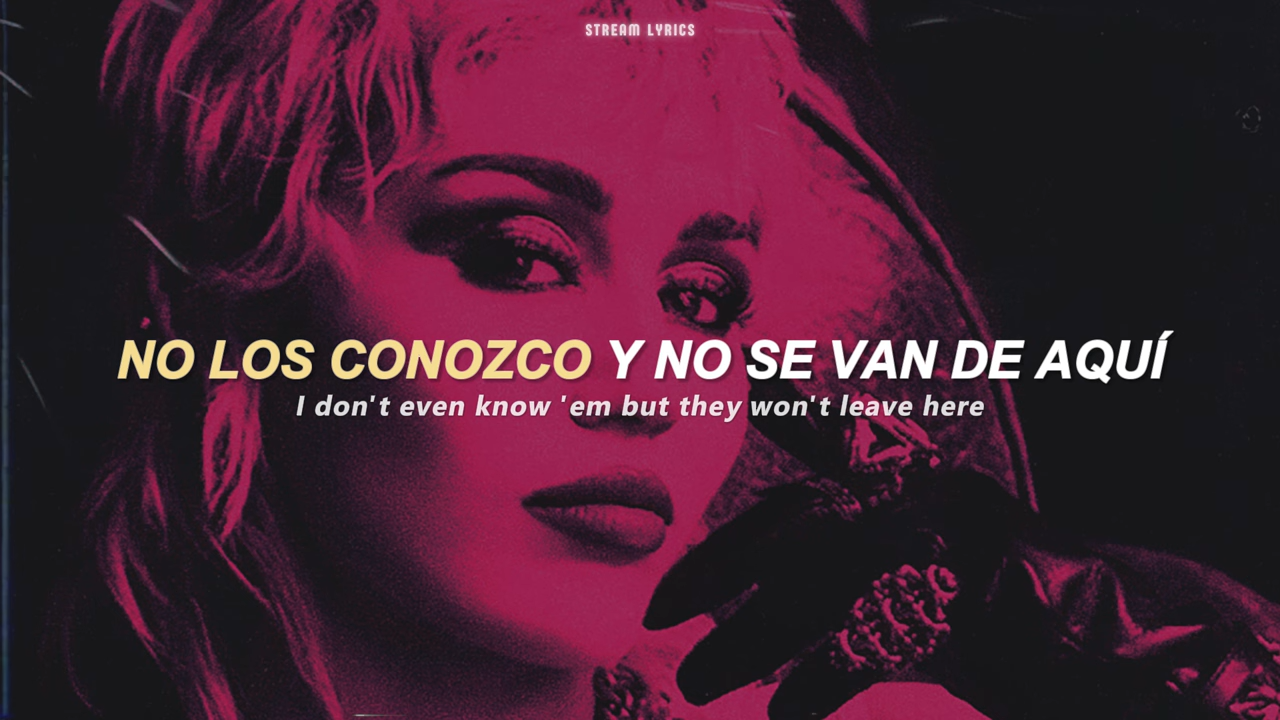 STREAM LYRICS
NO LOS CONOZCO Y NO SE VAN DE AQUÍ
I don't even know 'em but they won't leave here